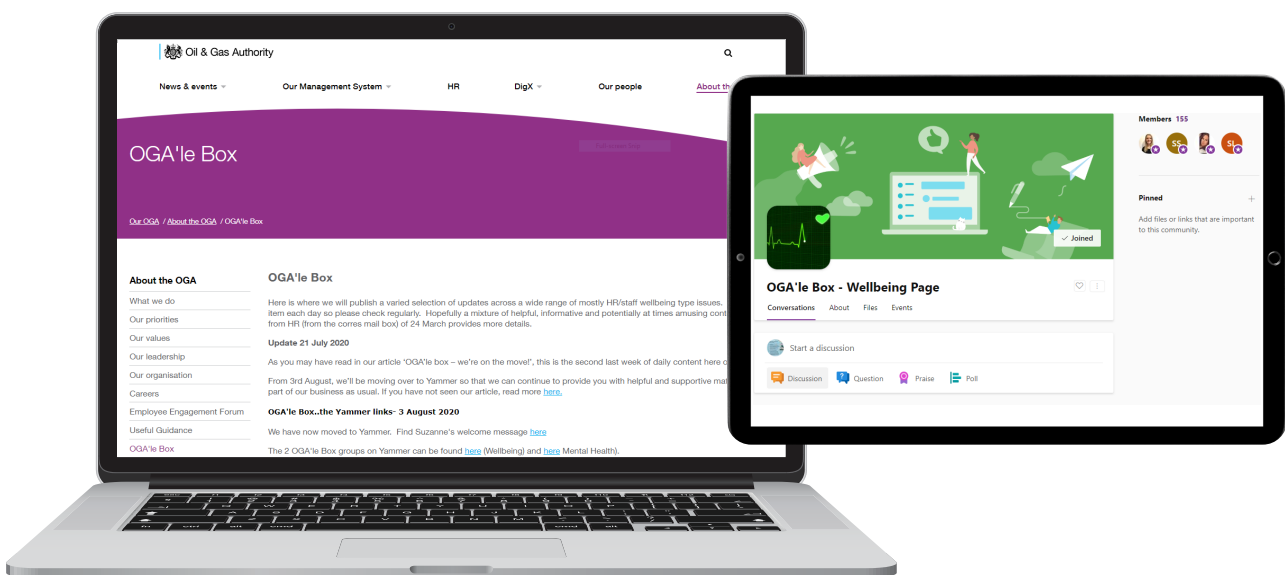 Oil & Gas Authority
News & events
Our Management System
HR
DigX
Our people
About th
OGA'le Box
Our OGA / About the OGA / OGA'le Box
About the OGA
What we do
Our priorities
Our values
Our leadership
Our organisation
Careers
Employee Engagement Forum
Useful Guidance
OGA'le Box
OGA'le Box
Here is where we will publish a varied selection of updates across a wide range of mostly HR/staff wellbeing type issues.
item each day so please check regularly. Hopefully a mixture of helpful, informative and potentially at times amusing cont
from HR (from the corres mail box) of 24 March provides more details.
Update 21 July 2020
As you may have read in our article 'OGA'le box – we're on the move!', this is the second last week of daily content here o
From 3rd August, we'll be moving over to Yammer so that we can continue to provide you with helpful and supportive mat
part of our business as usual. If you have not seen our article, read more here.
OGA'le Box..the Yammer links- 3 August 2020
We have now moved to Yammer. Find Suzanne's welcome message here
The 2 OGA'le Box groups on Yammer can be found here (Wellbeing) and here Mental Health).
Joined
OGA'le Box - Wellbeing Page
Conversations About Files Events
Start a discussion
Discussion Question Praise Poll
Members 155
SS SL
Pinned
Add files or links that are important
to this community.